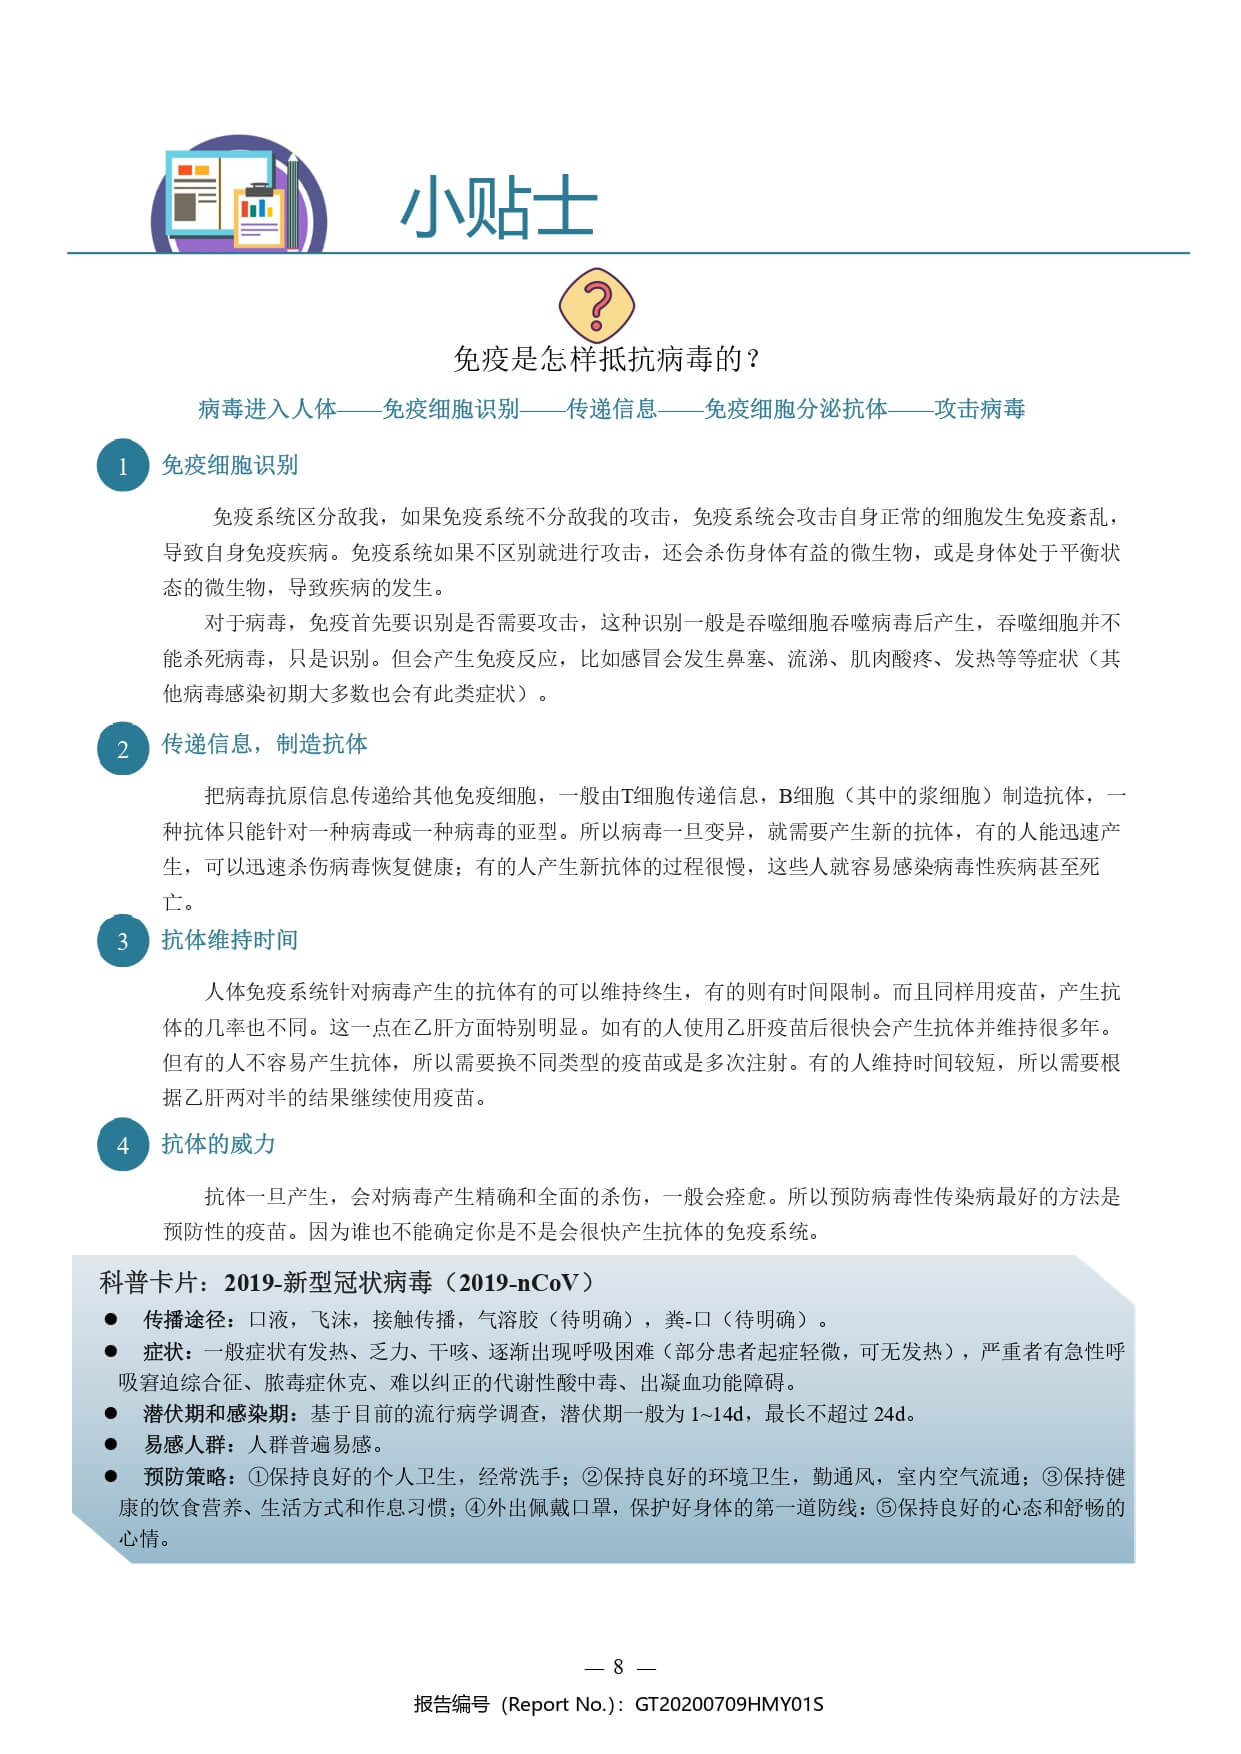 小贴士
?
免疫是怎样抵抗病毒的?
病毒进入人体——免疫细胞识别——传递信息——免疫细胞分泌抗体——攻击病毒
1 免疫细胞识别
免疫系统区分敌我，如果免疫系统不分敌我的攻击，免疫系统会攻击自身正常的细胞发生免疫紊乱，
导致自身免疫疾病。免疫系统如果不区别就进行攻击，还会杀伤身体有益的微生物，或是身体处于平衡状
态的微生物，导致疾病的发生。
对于病毒，免疫首先要识别是否需要攻击，这种识别一般是吞噬细胞吞噬病毒后产生，吞噬细胞并不
能杀死病毒，只是识别。但会产生免疫反应，比如感冒会发生鼻塞、流涕、肌肉酸疼、发热等等症状（其
他病毒感染初期大多数也会有此类症状）。
2 传递信息，制造抗体
把病毒抗原信息传递给其他免疫细胞，一般由T细胞传递信息，B细胞（其中的浆细胞）制造抗体，一
种抗体只能针对一种病毒或一种病毒的亚型。所以病毒一旦变异，就需要产生新的抗体，有的人能迅速产
生，可以迅速杀伤病毒恢复健康；有的人产生新抗体的过程很慢，这些人就容易感染病毒性疾病甚至死
亡。
3 抗体维持时间
人体免疫系统针对病毒产生的抗体有的可以维持终生，有的则有时间限制。而且同样用疫苗，产生抗
体的几率也不同。这一点在乙肝方面特别明显。如有的人使用乙肝疫苗后很快会产生抗体并维持很多年。
但有的人不容易产生抗体，所以需要换不同类型的疫苗或是多次注射。有的人维持时间较短，所以需要根
据乙肝两对半的结果继续使用疫苗。
4 抗体的威力
抗体一旦产生，会对病毒产生精确和全面的杀伤，一般会痊愈。所以预防病毒性传染病最好的方法是
预防性的疫苗。因为谁也不能确定你是不是会很快产生抗体的免疫系统。
科普卡片：2019-新型冠状病毒（2019-nCoV）
● 传播途径：口液，飞沫，接触传播，气溶胶（待明确），粪-口（待明确）。
● 症状：一般症状有发热、乏力、干咳、逐渐出现呼吸困难（部分患者起症轻微，可无发热），严重者有急性呼
吸窘迫综合征、脓毒症休克、难以纠正的代谢性酸中毒、出凝血功能障碍。
● 潜伏期和感染期：基于目前的流行病学调查，潜伏期一般为 1~14d，最长不超过 24d。
● 易感人群：人群普遍易感。
● 预防策略：①保持良好的个人卫生，经常洗手；②保持良好的环境卫生，勤通风，室内空气流通；③保持健
康的饮食营养、生活方式和作息习惯；④外出佩戴口罩，保护好身体的第一道防线：⑤保持良好的心态和舒畅的
心情。
— 8 —
报告编号（Report No.）：GT20200709HMY01S